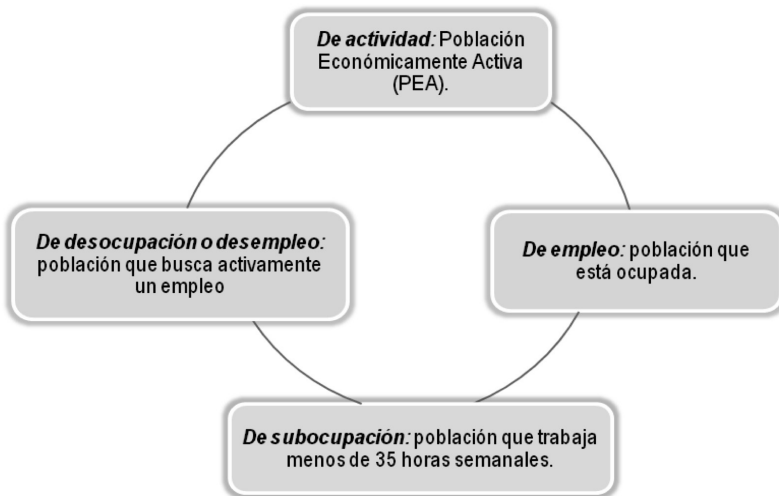 De actividad: Población
Económicamente Activa
(PEA).
De desocupación o desempleo:
población que busca activamente
un empleo
De empleo: población que
está ocupada.
De subocupación: población que trabaja
menos de 35 horas semanales.